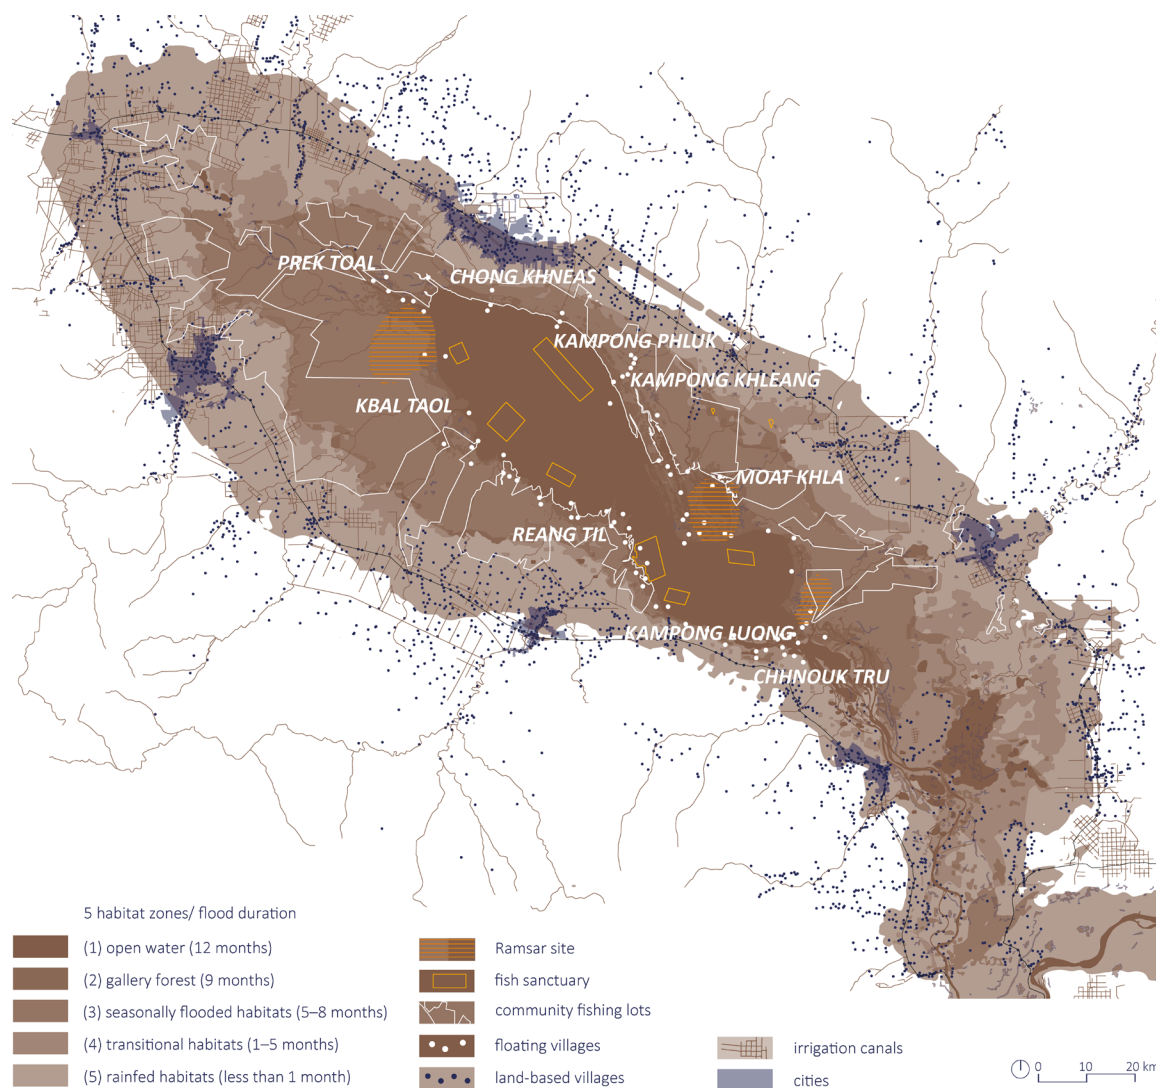 PREK TOAL
CHONG KHNEAS
KAMPONG PHLUK
KAMPONG KHLEANG
KBAL TAOL
MOAT KHLA
REANG TIL
KAMPONG LUONG
CHHNOUK TRU
5 habitat zones/ flood duration
(1) open water (12 months)
(2) gallery forest (9 months)
(3) seasonally flooded habitats (5–8 months)
(4) transitional habitats (1–5 months)
(5) rainfed habitats (less than 1 month)
Ramsar site
fish sanctuary
community fishing lots
floating villages
land-based villages
irrigation canals
cities
0 10 20 km